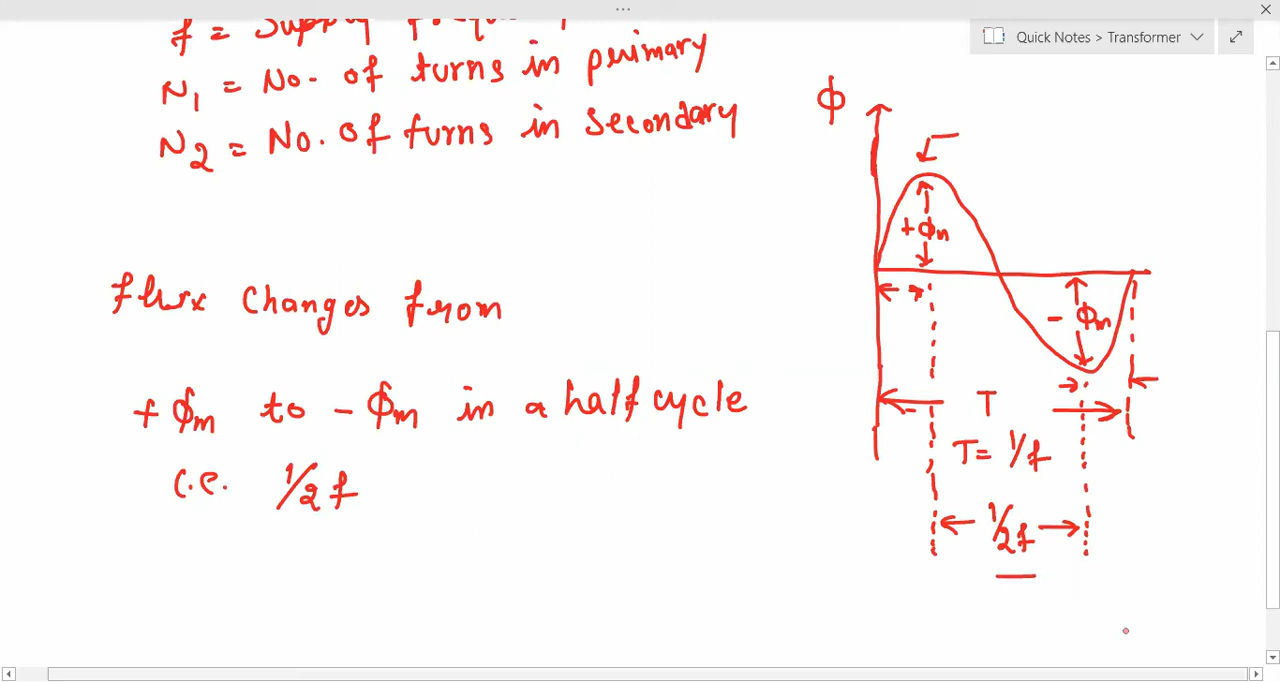 ...
Quick Notes > Transformer
f = Supply
N1 = No. of turns in primary
N2 = No. of turns in secondary
Flux Changes from
+ ϕm to - ϕm in a half cycle
i.e. 1/2f
ϕ
+ϕm
- ϕm
T
T = 1/f
1/2f